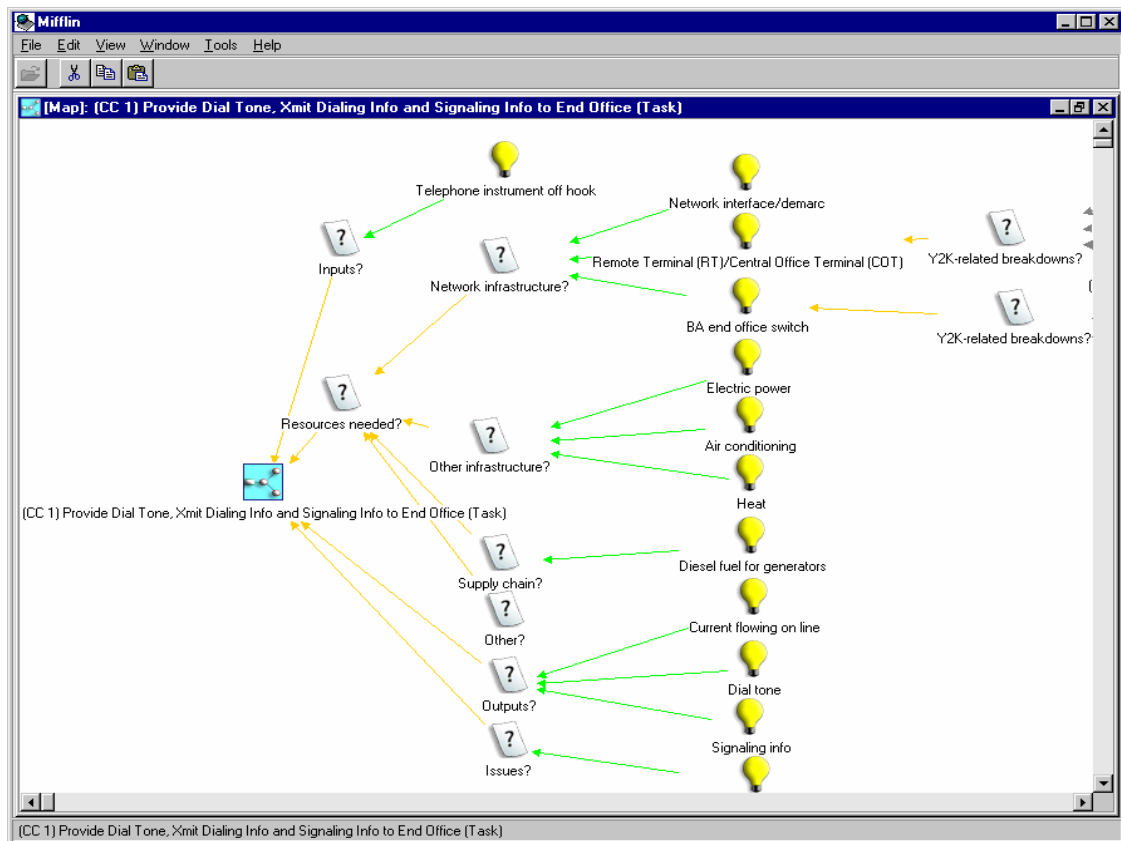 Mifflin
File Edit View Window Tools Help
[Map]: (CC 1) Provide Dial Tone, Xmit Dialing Info and Signaling Info to End Office (Task)
Telephone instrument off hook
Network interface/demarc
?
Inputs?
?
Network infrastructure?
Remote Terminal (RT)/Central Office Terminal (COT)
?
Y2K-related breakdowns?
BA end office switch
?
Y2K-related breakdowns?
Electric power
?
Resources needed?
?
Other infrastructure?
Air conditioning
Heat
(CC 1) Provide Dial Tone, Xmit Dialing Info and Signaling Info to End Office (Task)
?
Supply chain?
Diesel fuel for generators
?
Other?
Current flowing on line
?
Outputs?
Dial tone
Signaling info
?
Issues?
(CC 1) Provide Dial Tone, Xmit Dialing Info and Signaling Info to End Office (Task)